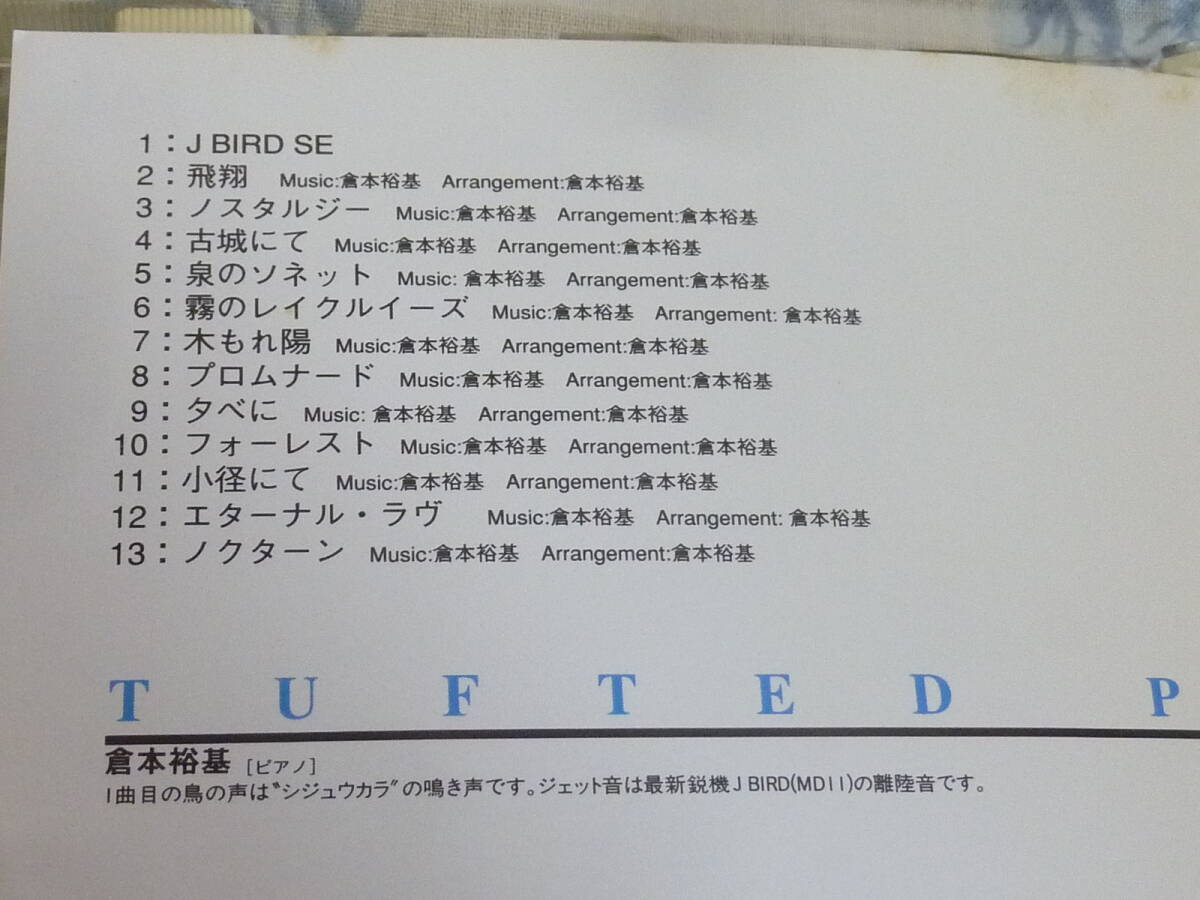 1：J BIRD SE
2：飛翔 Music:倉本裕基 Arrangement:倉本裕基
3：ノスタルジー Music:倉本裕基 Arrangement:倉本裕基
4：古城にて Music:倉本裕基 Arrangement:倉本裕基
5：泉のソネット Music: 倉本裕基 Arrangement:倉本裕基
6：霧のレイクルイーズ Music:倉本裕基 Arrangement: 倉本裕基
7：木もれ陽 Music:倉本裕基 Arrangement:倉本裕基
8：プロムナード Music:倉本裕基 Arrangement:倉本裕基
9：夕べに Music: 倉本裕基 Arrangement:倉本裕基
10：フォーレスト Music:倉本裕基 Arrangement:倉本裕基
11：小径にて Music:倉本裕基 Arrangement:倉本裕基
12：エターナル・ラヴ Music:倉本裕基 Arrangement: 倉本裕基
13：ノクターン Music:倉本裕基 Arrangement:倉本裕基
TUFTED P
倉本裕基 [ピアノ]
1曲目の鳥の声は〝シジュウカラ〞の鳴き声です。ジェット音は最新鋭機J BIRD(MD11)の離陸音です。